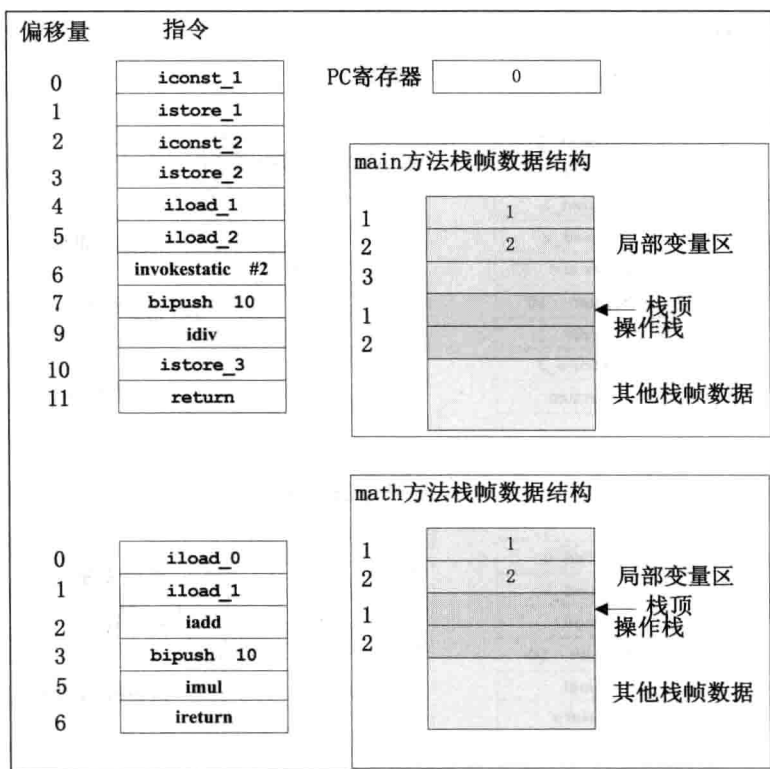 偏移量 指令
0 iconst_1
1 istore_1
2 iconst_2
3 istore_2
4 iload_1
5 iload_2
6 invokestatic #2
7 bipush 10
9 idiv
10 istore_3
11 return
PC寄存器 0
main方法栈帧数据结构
1 1
2 2 局部变量区
3
1 栈顶
操作栈
2
其他栈帧数据
0 iload_0
1 iload_1
2 iadd
3 bipush 10
5 imul
6 ireturn
math方法栈帧数据结构
1 1
2 2 局部变量区
1 栈顶
操作栈
2
其他栈帧数据